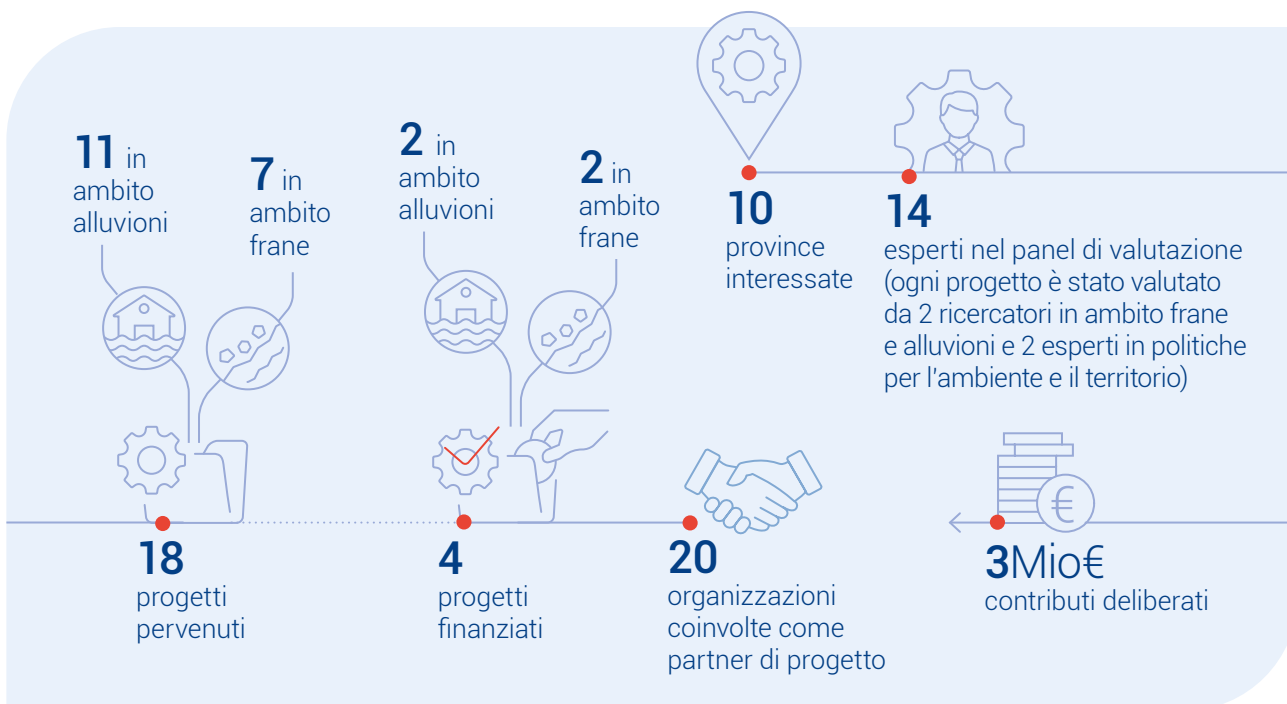 11 in
ambito
alluvioni
7 in
ambito
frane
18
progetti
pervenuti
2 in
ambito
alluvioni
2 in
ambito
frane
4
progetti
finanziati
20
organizzazioni
coinvolte come
partner di progetto
10
province
interessate
14
esperti nel panel di valutazione
(ogni progetto è stato valutato
da 2 ricercatori in ambito frane
e alluvioni e 2 esperti in politiche
per l'ambiente e il territorio)
€
3Mio€
contributi deliberati